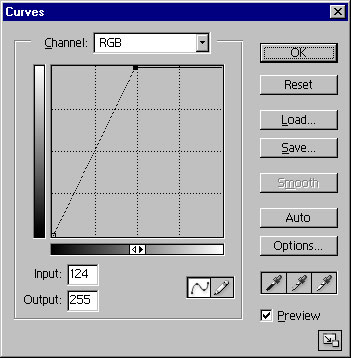 Curves
Channel: RGB
OK
Reset
Load...
Save...
Smooth
Auto
Options...
Input: 124
Output: 255
Preview